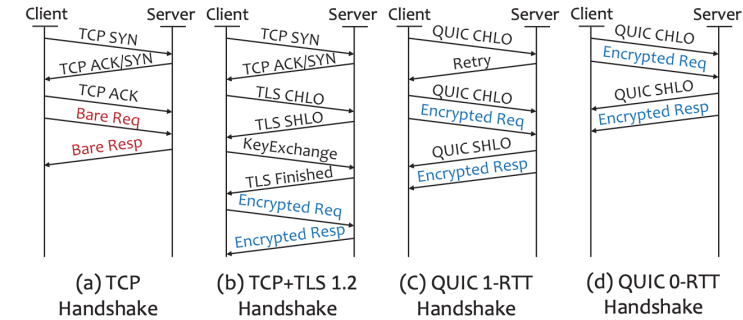 Client Server
TCP SYN
TCP ACK/SYN
TCP ACK
Bare Req
Bare Resp
(a) TCP
Handshake
Client Server
TCP SYN
TCP ACK/SYN
TLS CHLO
TLS SHLO
KeyExchange
TLS Finished
Encrypted Req
Encrypted Resp
(b) TCP+TLS 1.2
Handshake
Client Server
QUIC CHLO
Retry
QUIC CHLO
Encrypted Req
QUIC SHLO
Encrypted Resp
(c) QUIC 1-RTT
Handshake
Client Server
QUIC CHLO
Encrypted Req
QUIC SHLO
Encrypted Resp
(d) QUIC 0-RTT
Handshake